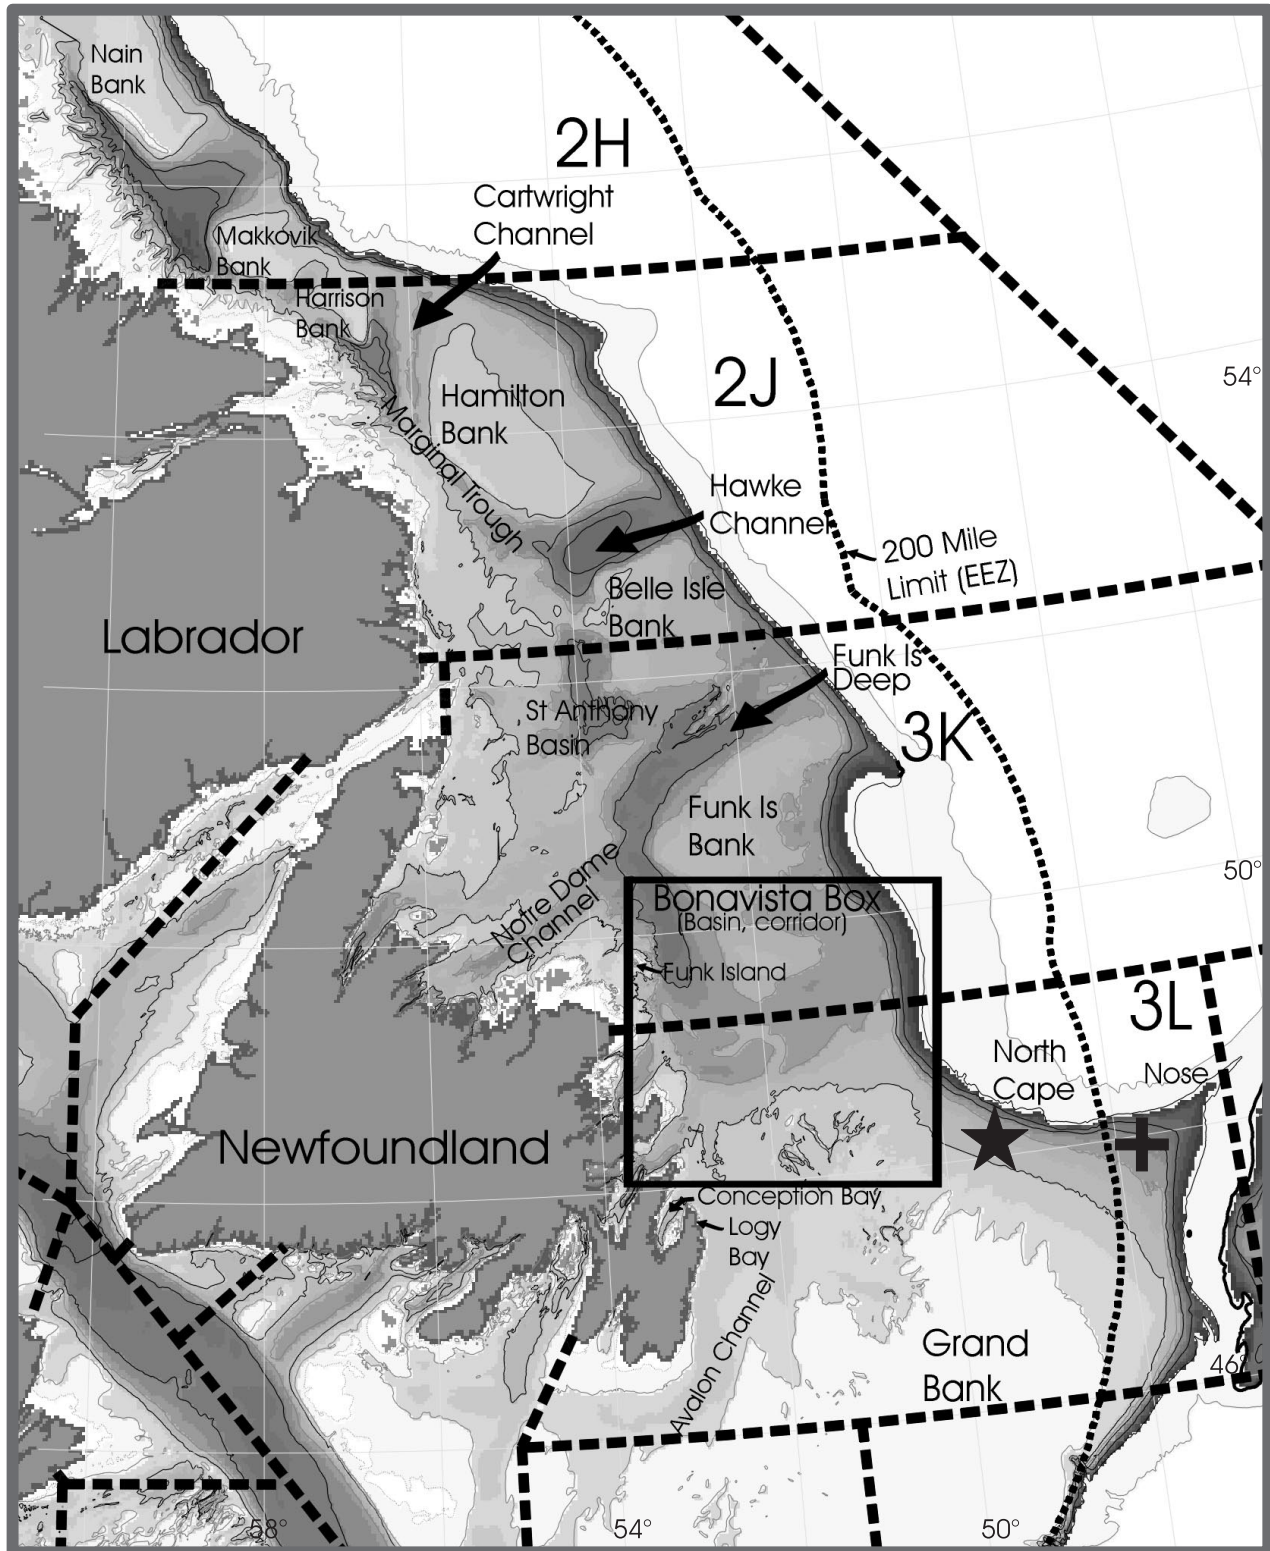 Nain
Bank
2H
Cartwright
Channel
Makkovik
Bank
Harrison
Bank
2J
54°
Hamilton
Bank
Marginal Trough
Hawke
Channel
200 Mile
Limit (EEZ)
Belle Isle
Bank
Labrador
Funk Is
Deep
St Anthony
Basin
3K
Funk Is
Bank
50°
Notre Dame
Channel
Bonavista Box
(Basin, corridor)
Funk Island
3L
North
Cape
Nose
Newfoundland
Conception Bay
Logy
Bay
Avalon Channel
Grand
Bank
46°
58°
54°
50°